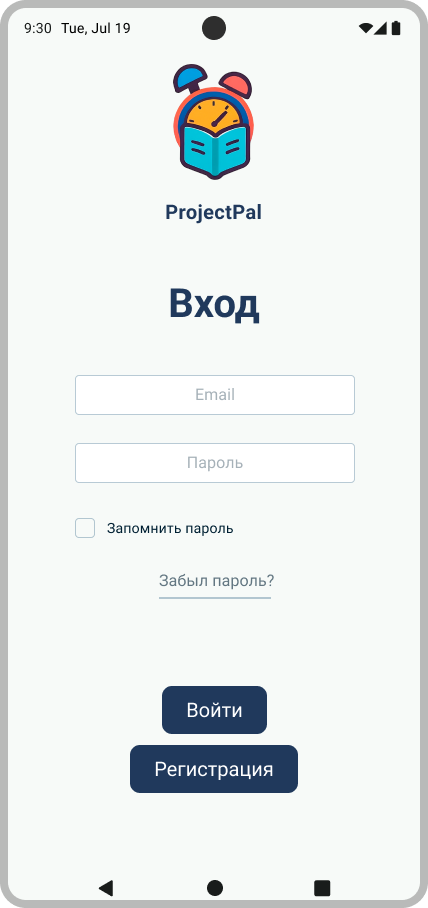 9:30 Tue, Jul 19
ProjectPal
Вход
Email
Пароль
Запомнить пароль
Забыл пароль?
Войти
Регистрация